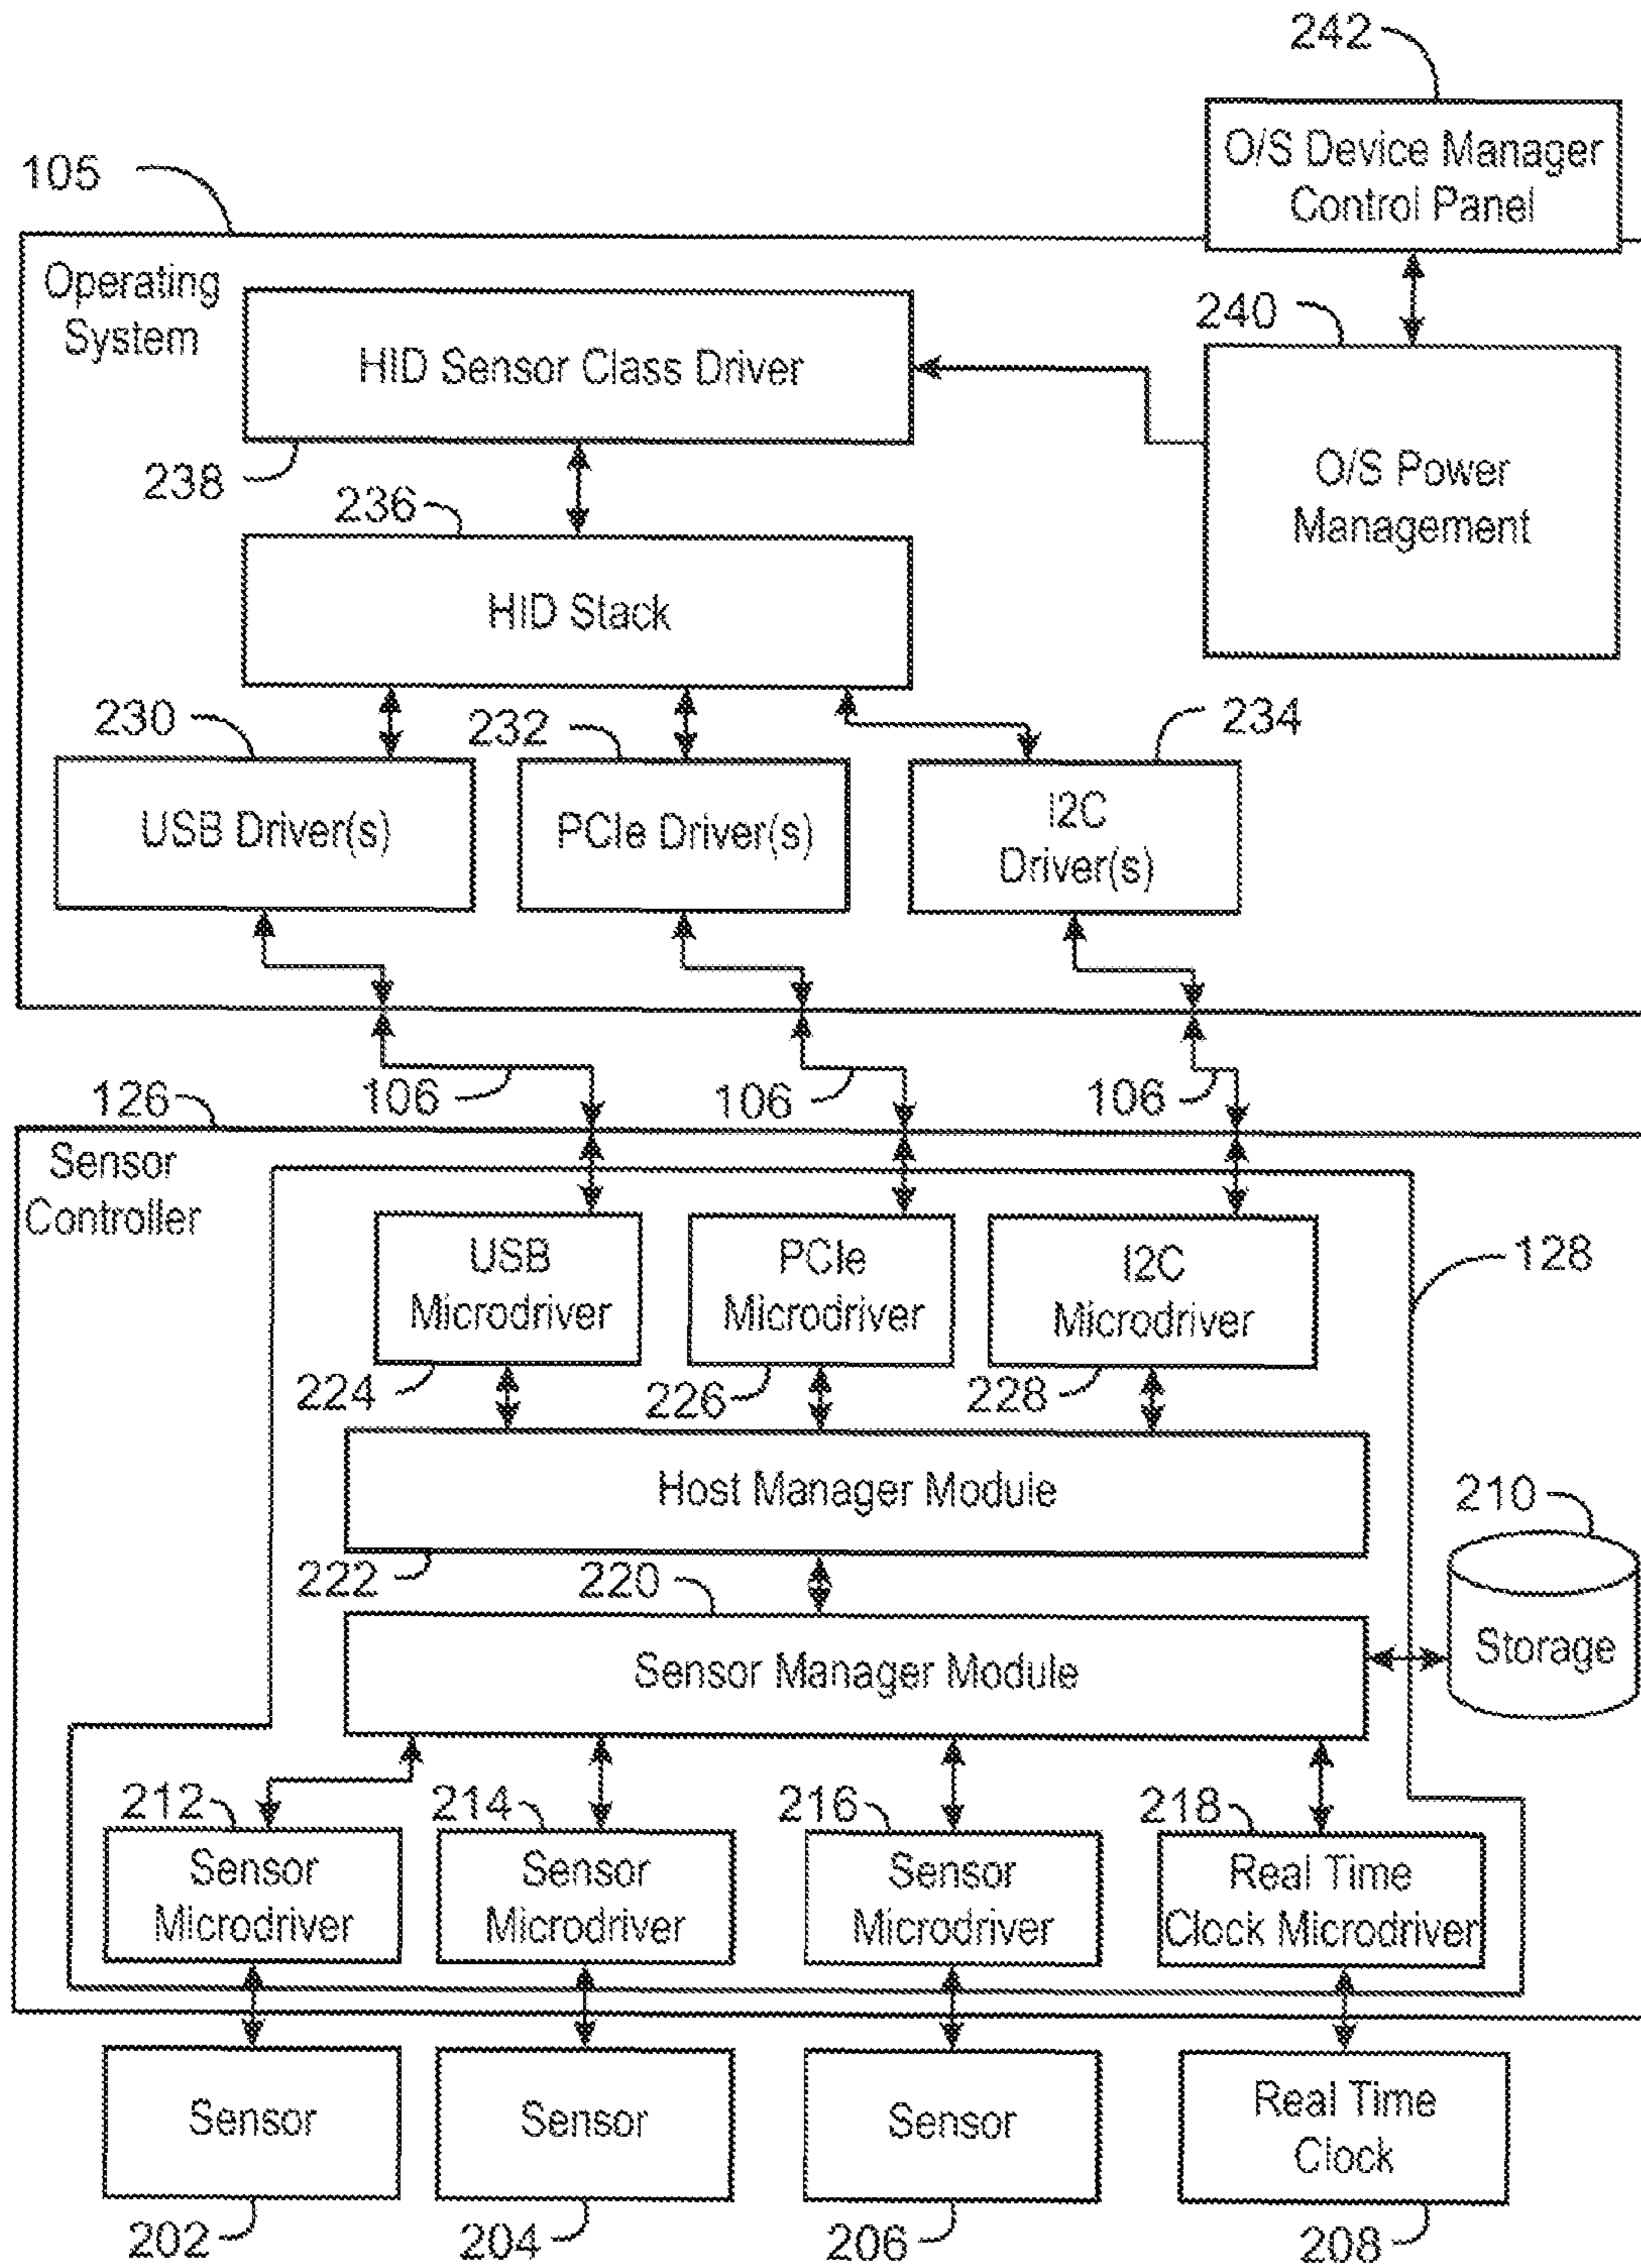 242
O/S Device Manager
Control Panel
105
Operating
System
HID Sensor Class Driver
240
O/S Power
Management
238
236
HID Stack
230
232
234
USB Driver(s)
PCIe Driver(s)
I2C
Driver(s)
126
106
106
106
Sensor
Controller
USB
Microdriver
PCIe
Microdriver
I2C
Microdriver
128
224
226
228
Host Manager Module
210
222
220
Sensor Manager Module
Storage
212
214
216
218
Sensor
Microdriver
Sensor
Microdriver
Sensor
Microdriver
Real Time
Clock Microdriver
Sensor
Sensor
Sensor
Real Time
Clock
202
204
206
208